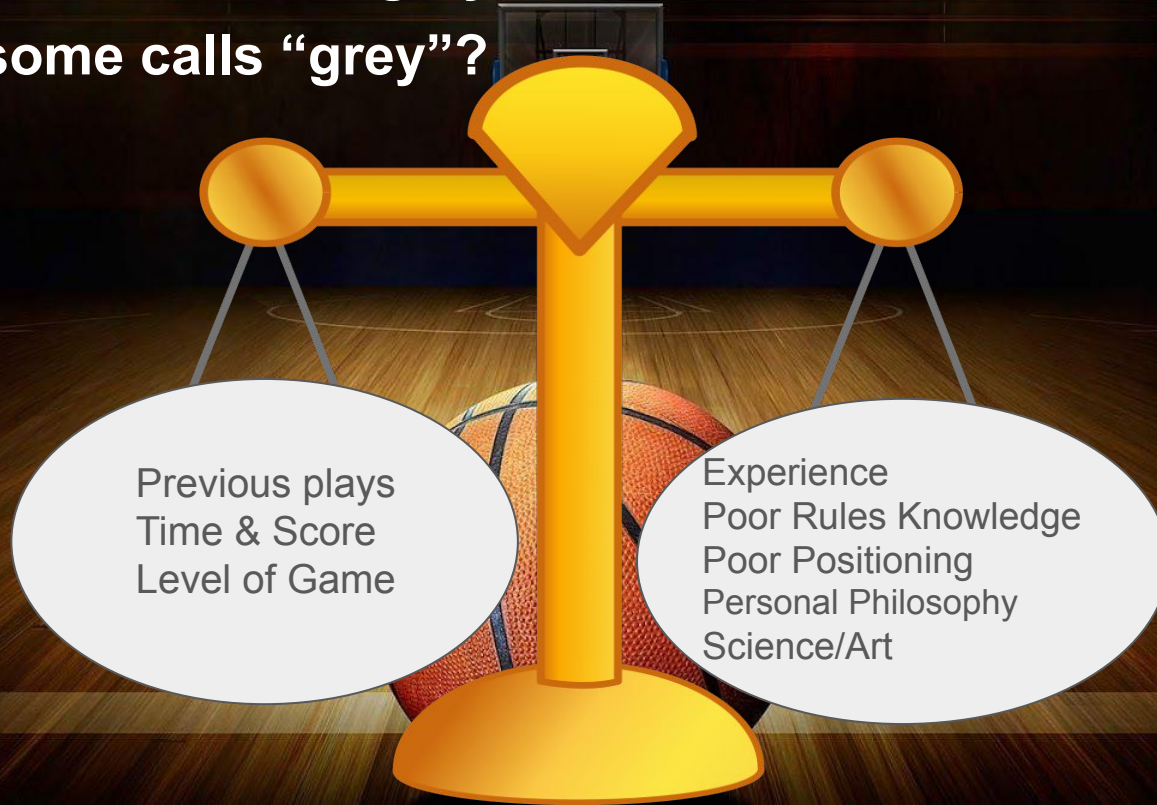 some calls “grey”?
Previous plays
Time & Score
Level of Game
Experience
Poor Rules Knowledge
Poor Positioning
Personal Philosophy
Science/Art